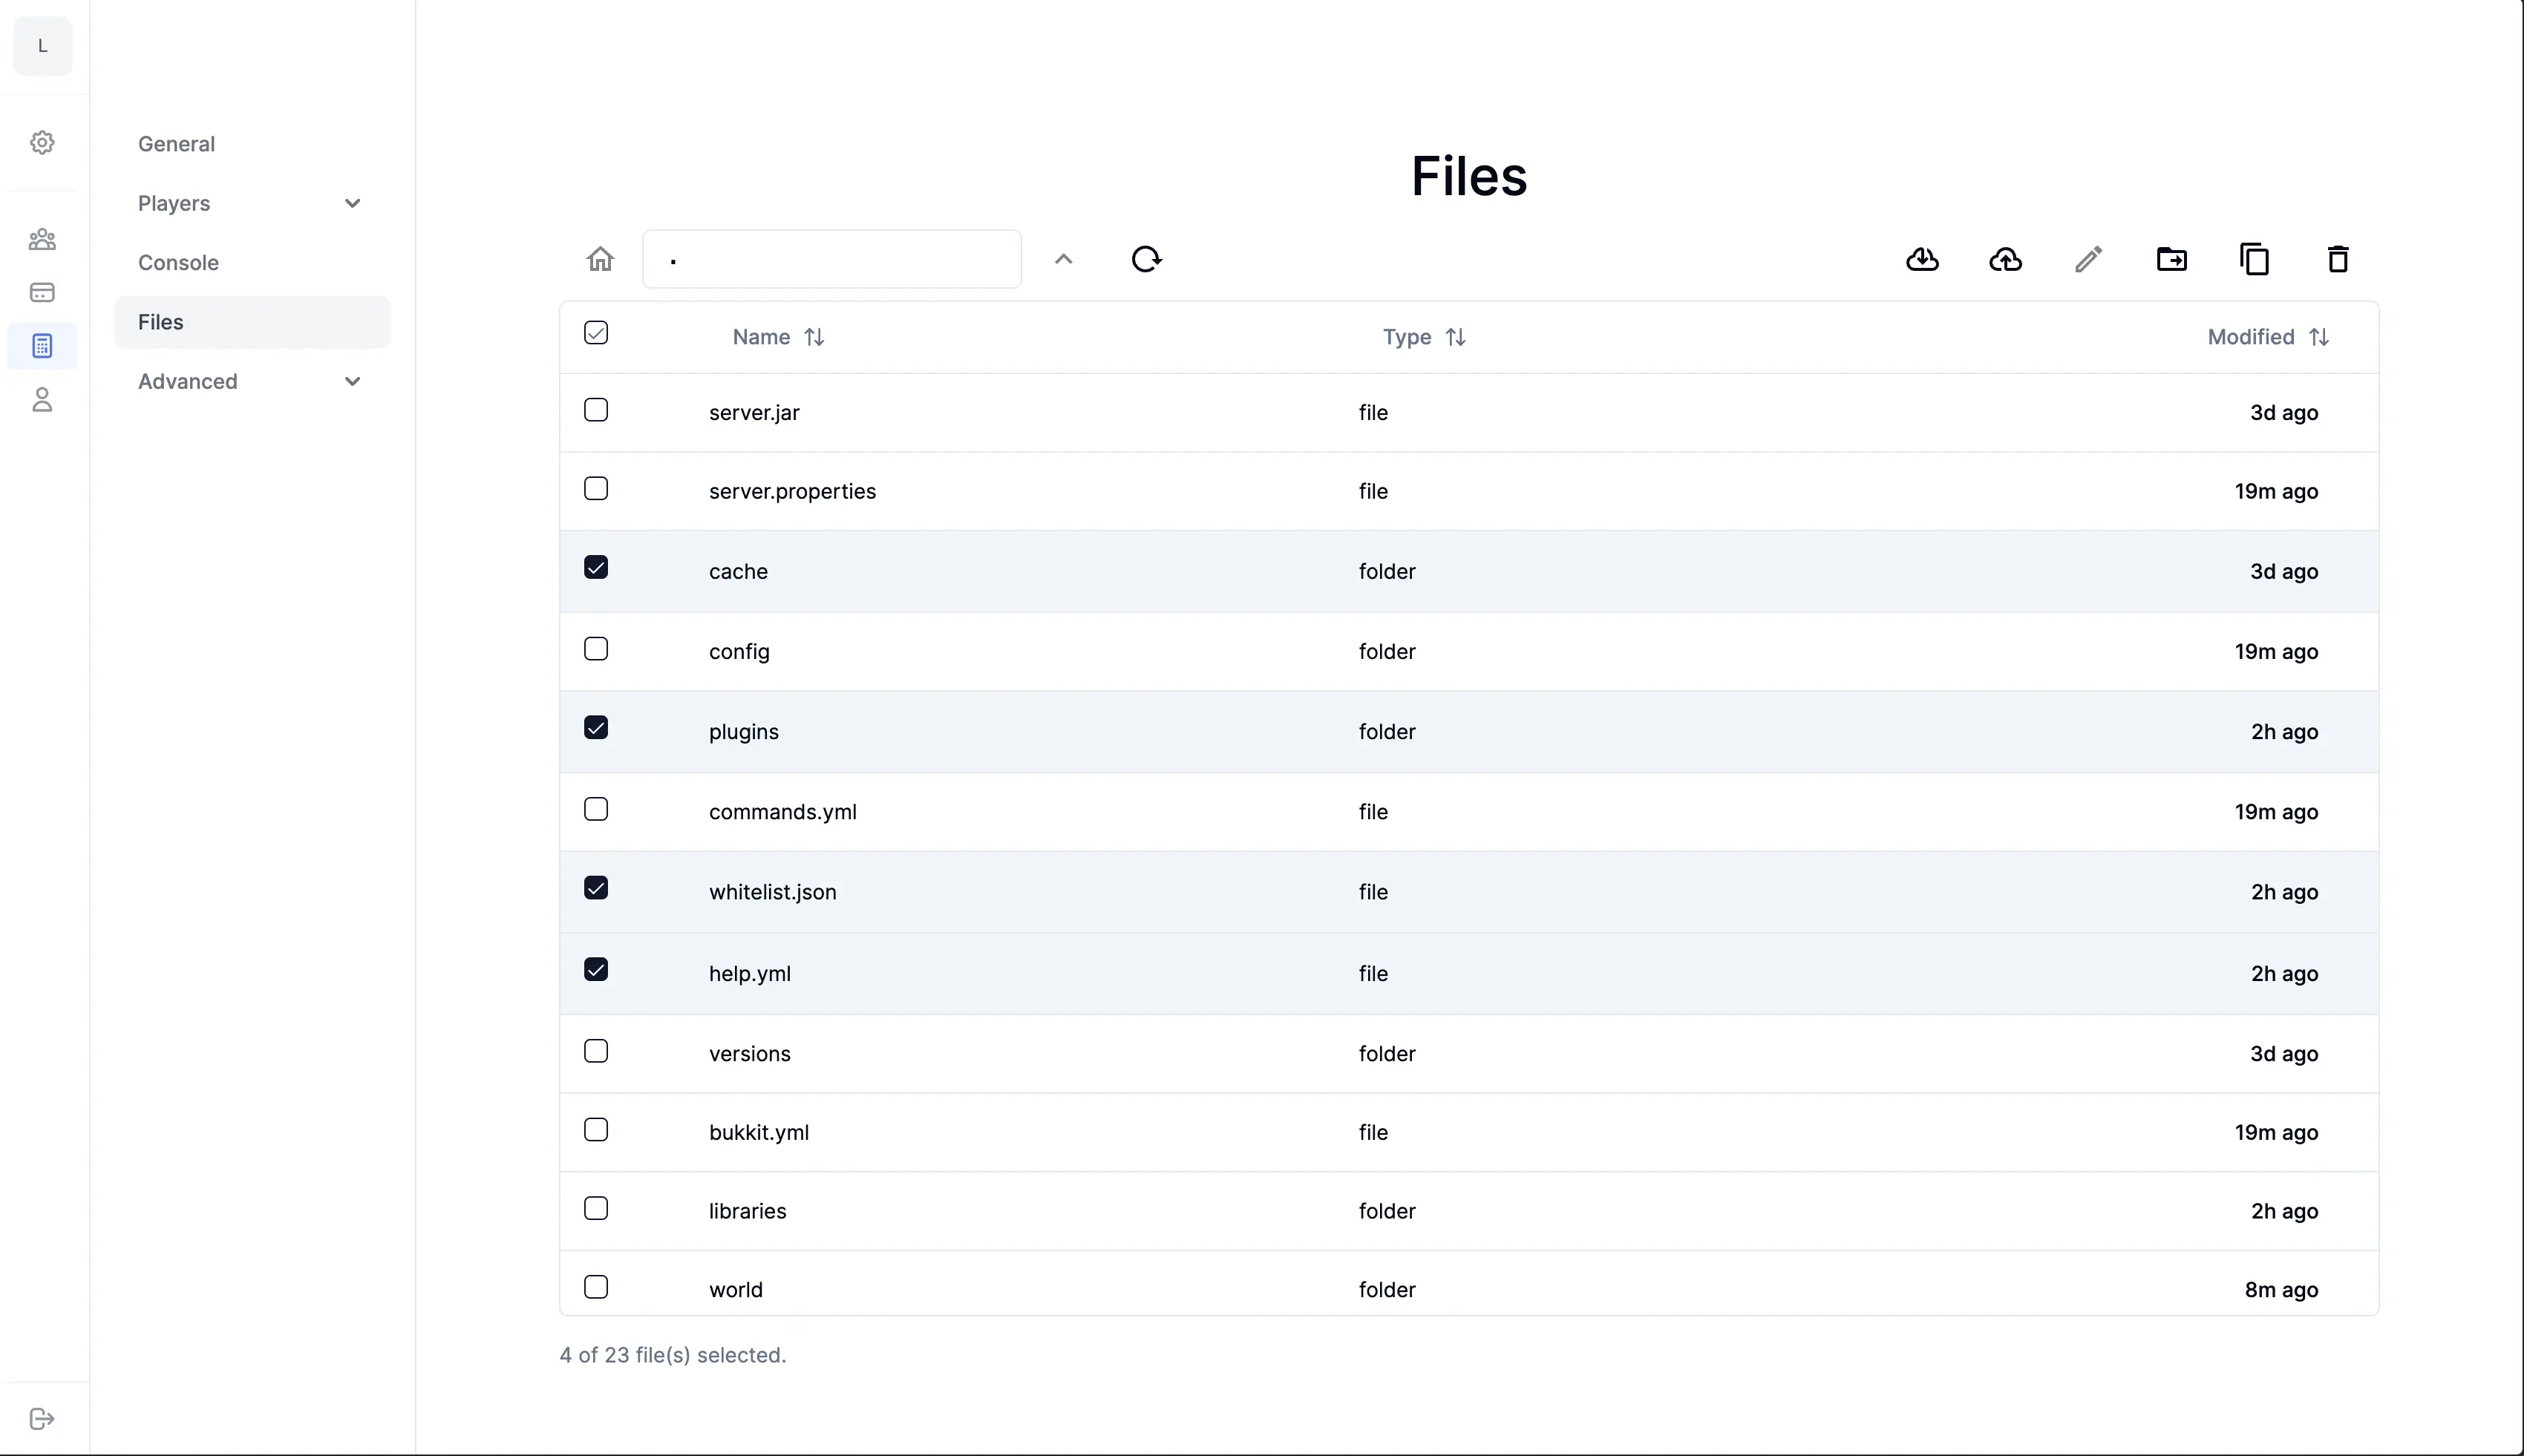 L
General
Players
Console
Files
Advanced
Files
.
Name Type Modified
server.jar file 3d ago
server.properties file 19m ago
cache folder 3d ago
config folder 19m ago
plugins folder 2h ago
commands.yml file 19m ago
whitelist.json file 2h ago
help.yml file 2h ago
versions folder 3d ago
bukkit.yml file 19m ago
libraries folder 2h ago
world folder 8m ago
4 of 23 file(s) selected.